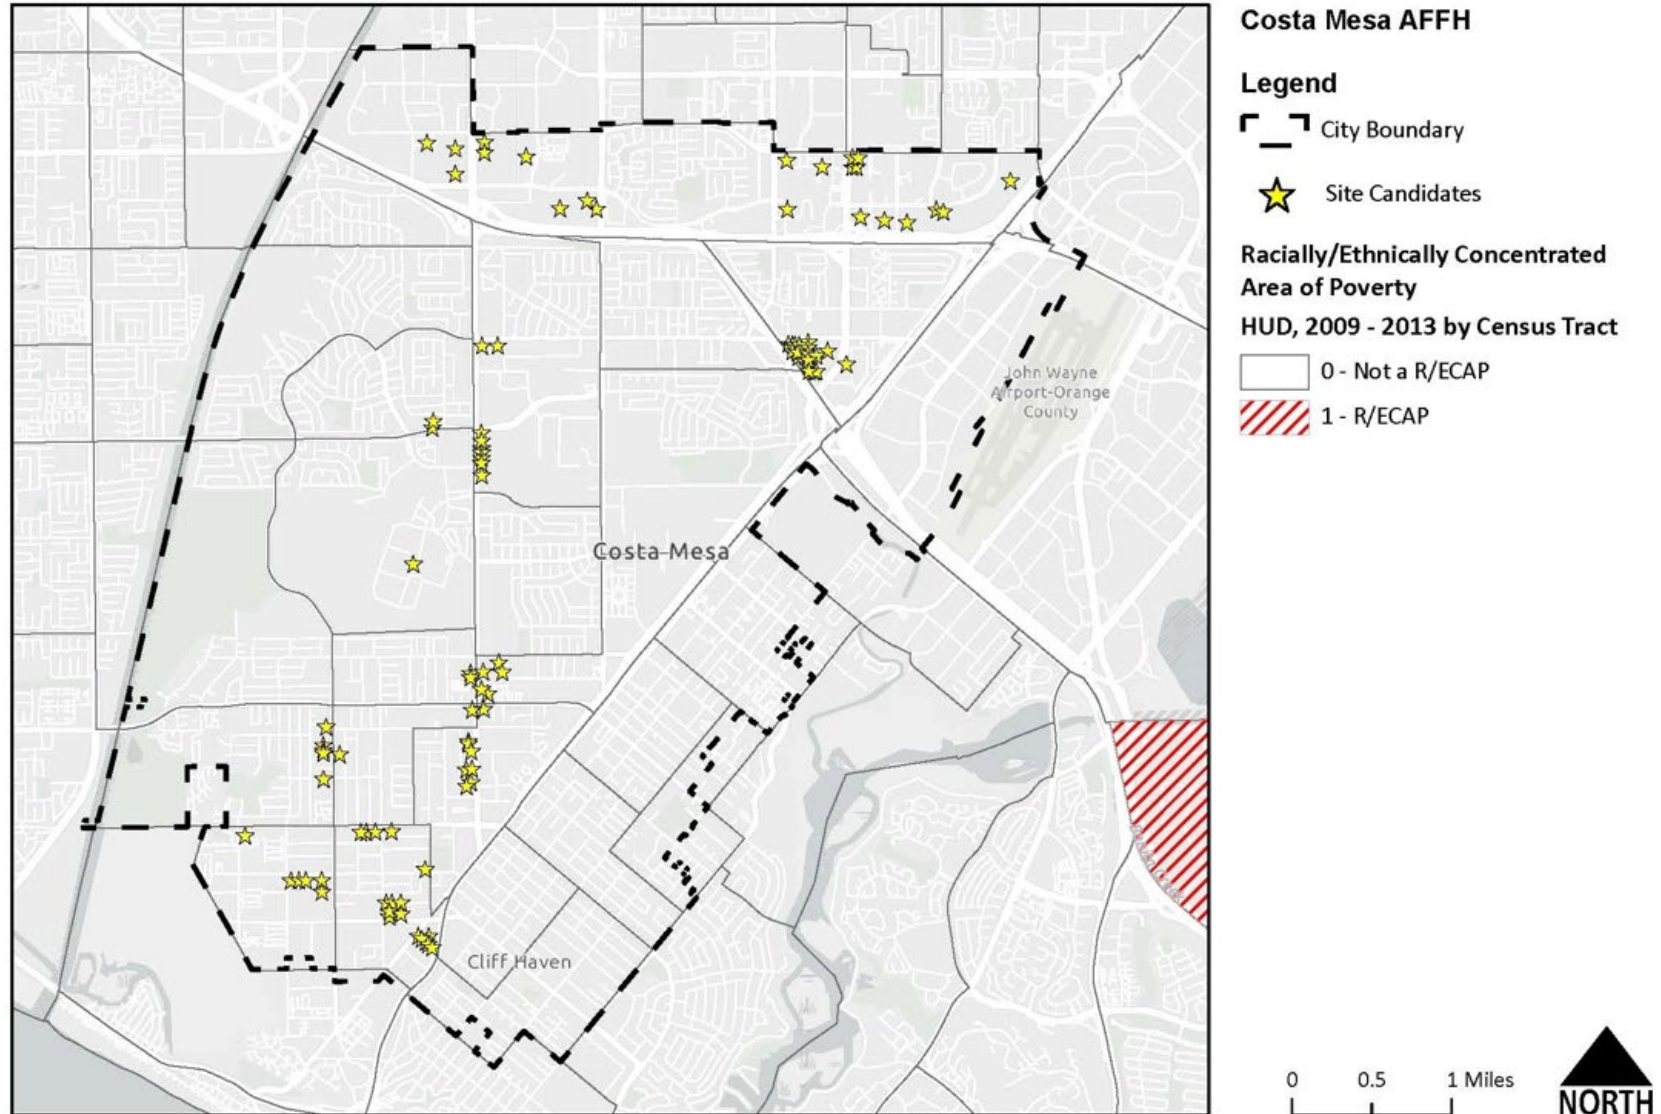 Costa Mesa AFFH
Legend
City Boundary
Site Candidates
Racially/Ethnically Concentrated
Area of Poverty
HUD, 2009 - 2013 by Census Tract
0 - Not a R/ECAP
1 - R/ECAP
John Wayne
Airport-Orange
County
Costa Mesa
Cliff Haven
0 0.5 1 Miles
NORTH